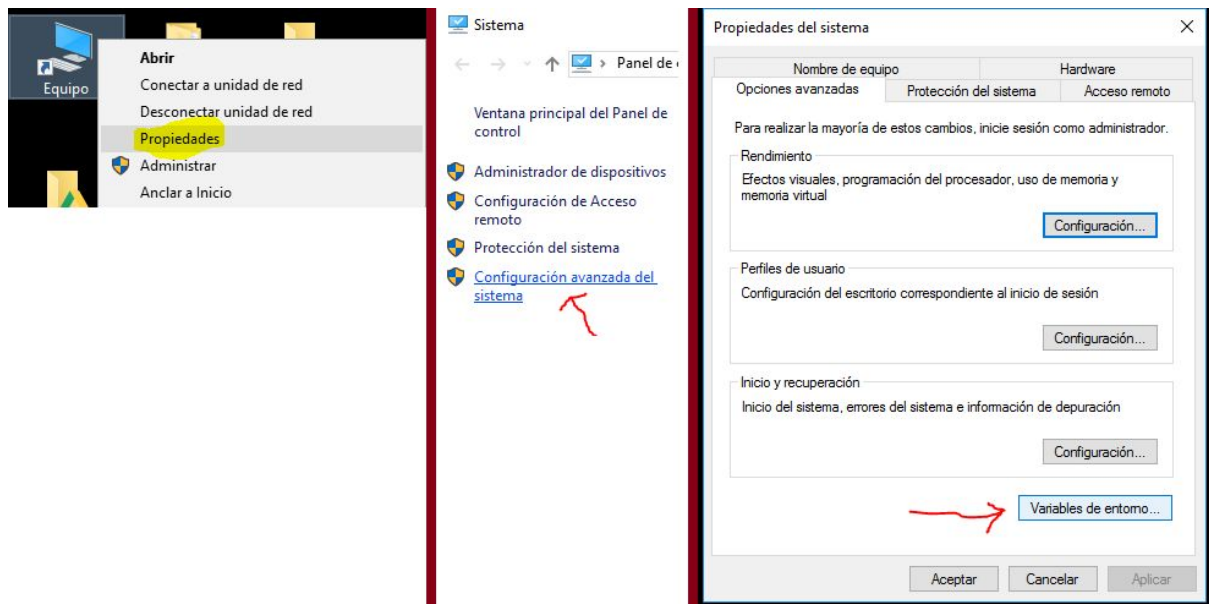 Equipo
Abrir
Conectar a unidad de red
Desconectar unidad de red
Propiedades
Administrar
Anclar a Inicio
Sistema
Panel de
Ventana principal del Panel de
control
Administrador de dispositivos
Configuración de Acceso
remoto
Protección del sistema
Configuración avanzada del
sistema
Propiedades del sistema
Nombre de equipo
Hardware
Opciones avanzadas
Protección del sistema
Acceso remoto
Para realizar la mayoría de estos cambios, inicie sesión como administrador.
Rendimiento
Efectos visuales, programación del procesador, uso de memoria y
memoria virtual
Configuración...
Perfiles de usuario
Configuración del escritorio correspondiente al inicio de sesión
Configuración...
Inicio y recuperación
Inicio del sistema, errores del sistema e información de depuración
Configuración...
Variables de entorno...
Aceptar
Cancelar
Aplicar